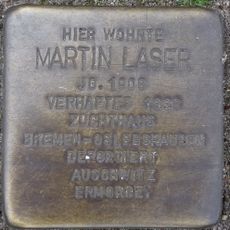 HIER WOHNTE
MARTIN LASER
JG.
VERHAFTET
ZUCHTHAUS
BREMEN-OSLEBSHAUSEN
DEPORTIERT
AUSCHWITZ
ERMORDET